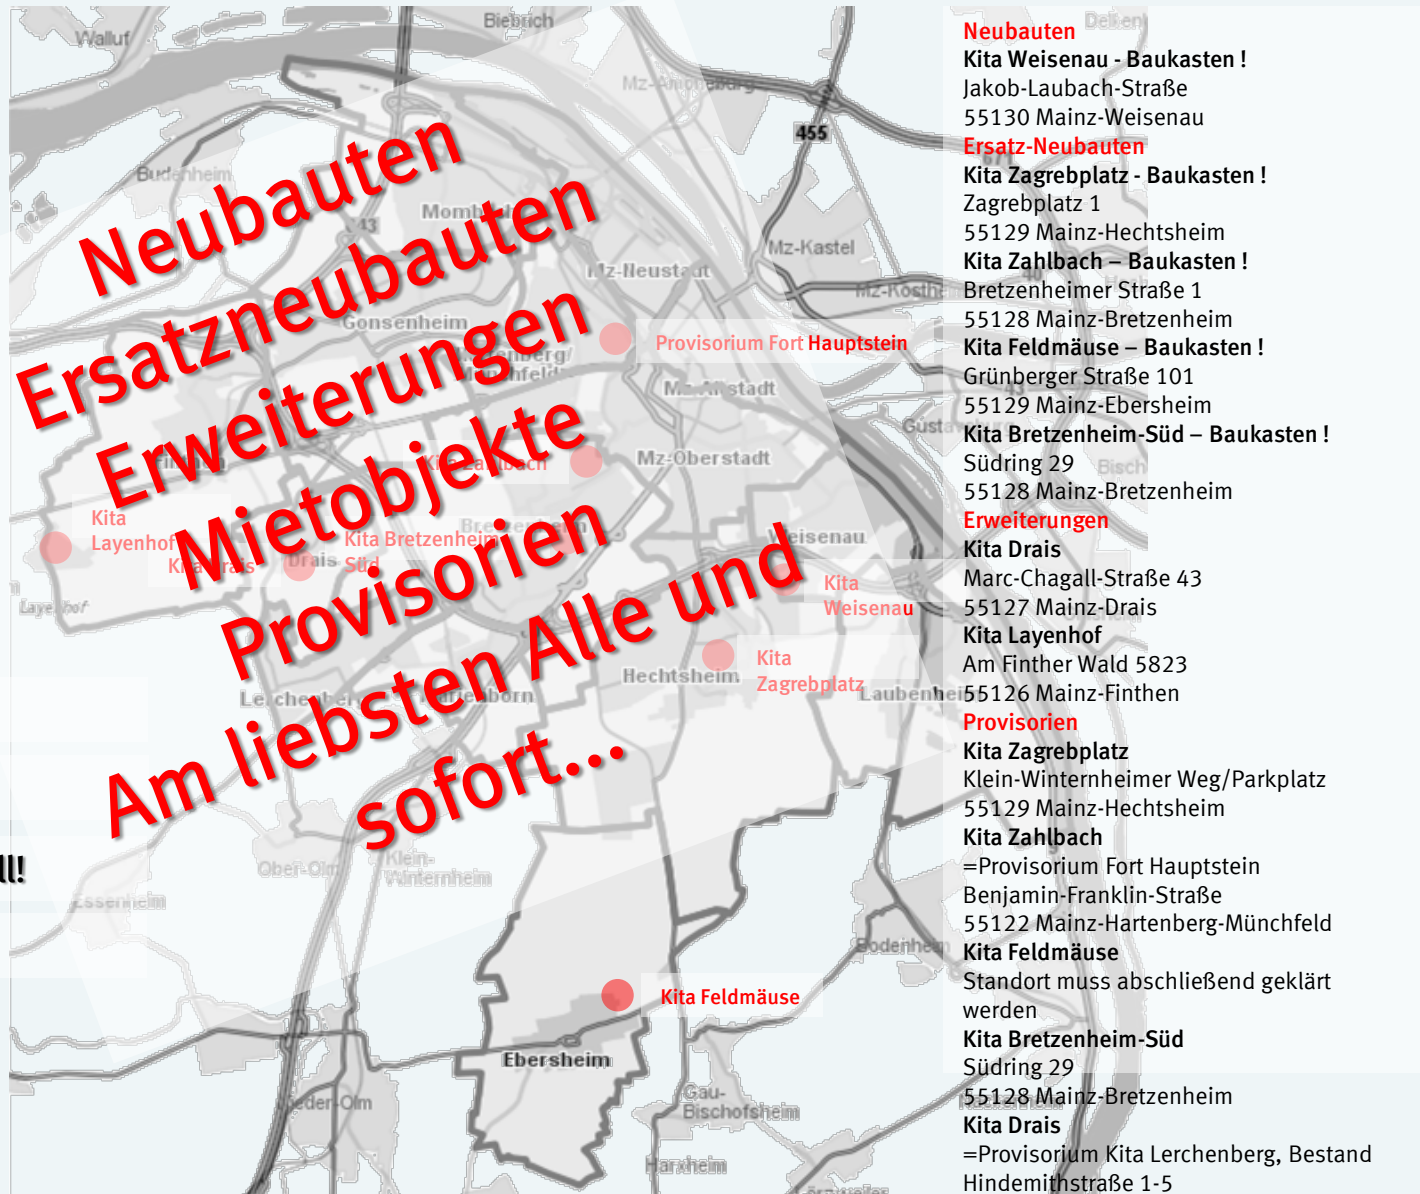 Neubauten
Ersatzneubauten
Erweiterungen
Mietobjekte
Provisorien
Am liebsten Alle und
sofort...
ll!
Walluf
Biebrich
Budenheim
455
43
Mz-Kastel
Mz-Neustadt
Gonsenheim
Provisorium Fort Hauptstein
Mz-Altstadt
Kita Zahlbach
Mz-Oberstadt
Kita
Layenhof
Kita Drais
Drais
Kita Bretzenheim
Süd
Weisenau
Kita
Weisenau
Layenhof
Hechtsheim
Kita
Zagrebplatz
Laubenhei
Ober-Olm
Klein-
Winternheim
Essenheim
Bodenheim
Kita Feldmäuse
Ebersheim
Gau-
Bischofsheim
Harxheim
Neubauten
Kita Weisenau - Baukasten !
Jakob-Laubach-Straße
55130 Mainz-Weisenau
Ersatz-Neubauten
Kita Zagrebplatz - Baukasten !
Zagrebplatz 1
55129 Mainz-Hechtsheim
Kita Zahlbach – Baukasten !
Bretzenheimer Straße 1
55128 Mainz-Bretzenheim
Kita Feldmäuse – Baukasten !
Grünberger Straße 101
55129 Mainz-Ebersheim
Kita Bretzenheim-Süd – Baukasten !
Südring 29
55128 Mainz-Bretzenheim
Erweiterungen
Kita Drais
Marc-Chagall-Straße 43
55127 Mainz-Drais
Kita Layenhof
Am Finther Wald 5823
55126 Mainz-Finthen
Provisorien
Kita Zagrebplatz
Klein-Winternheimer Weg/Parkplatz
55129 Mainz-Hechtsheim
Kita Zahlbach
=Provisorium Fort Hauptstein
Benjamin-Franklin-Straße
55122 Mainz-Hartenberg-Münchfeld
Kita Feldmäuse
Standort muss abschließend geklärt
werden
Kita Bretzenheim-Süd
Südring 29
55128 Mainz-Bretzenheim
Kita Drais
=Provisorium Kita Lerchenberg, Bestand
Hindemithstraße 1-5